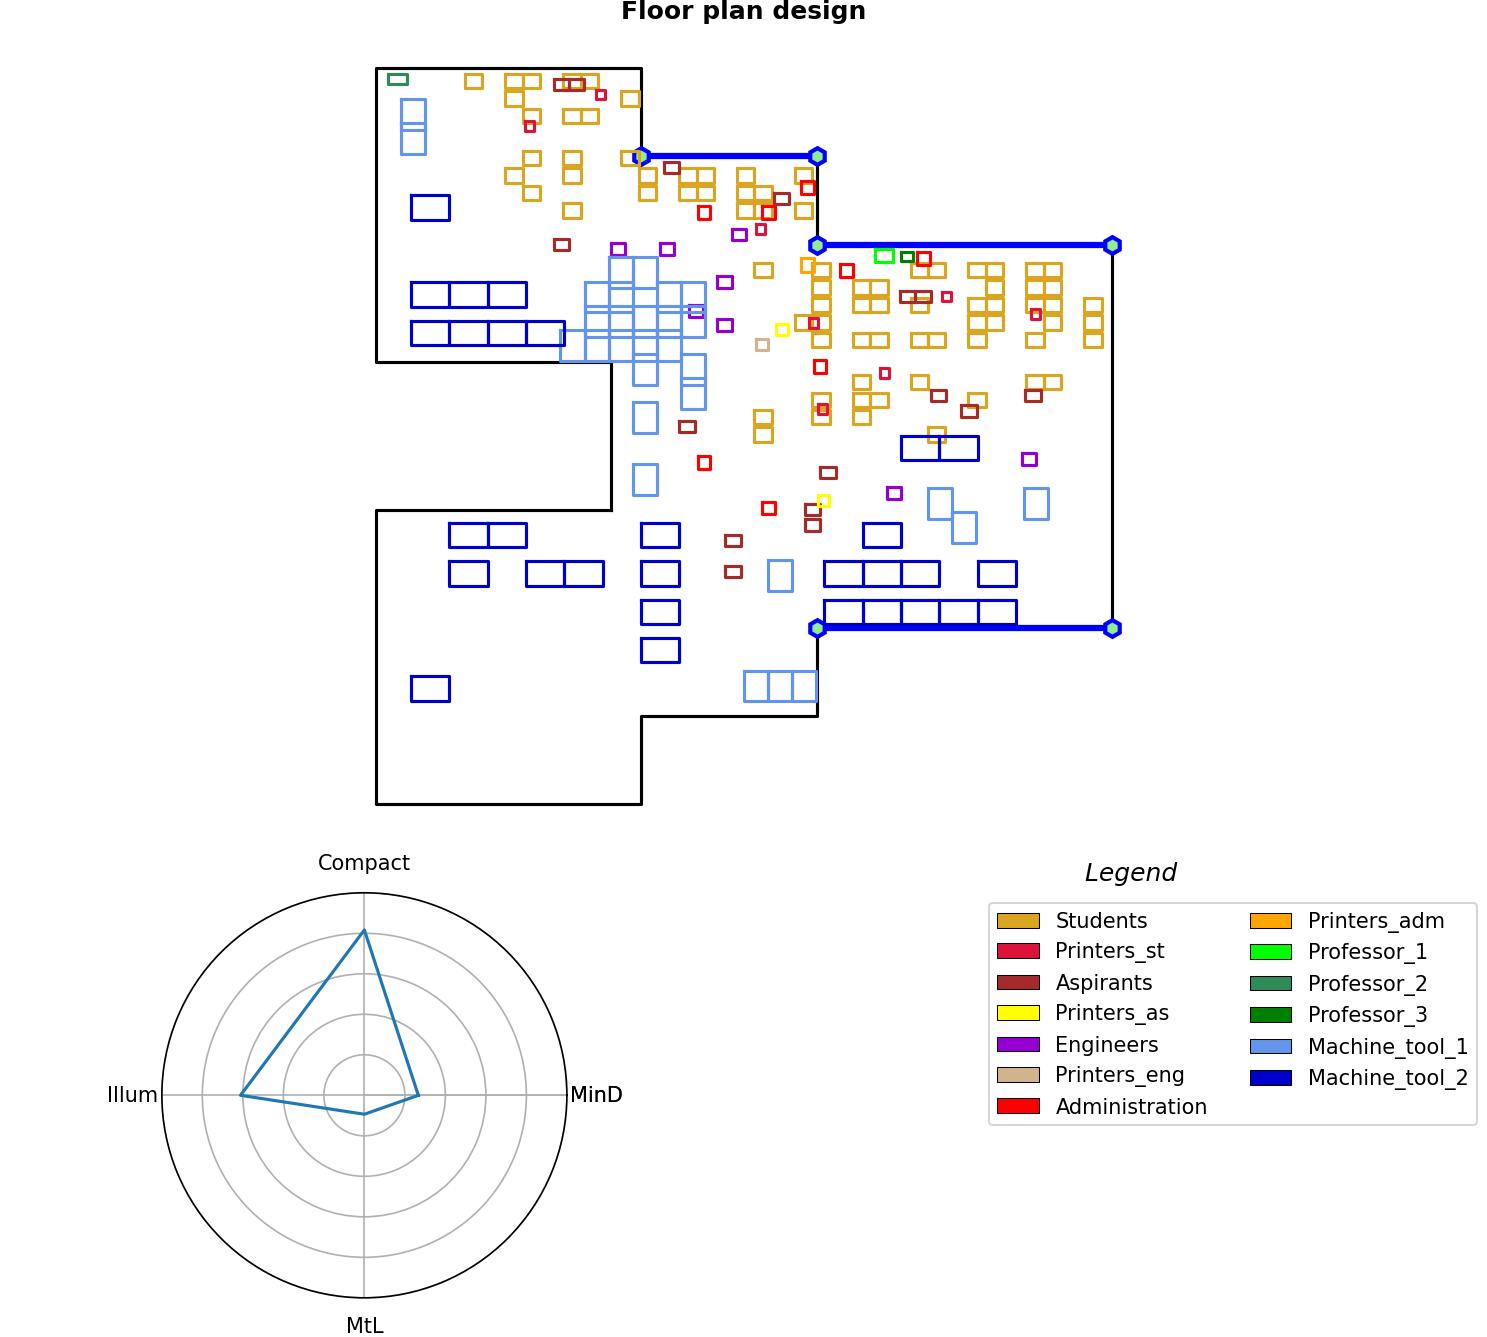 Floor plan design
Compact
Illum
MinD
MtL
Legend
Students
Printers_st
Aspirants
Printers_as
Engineers
Printers_eng
Administration
Printers_adm
Professor_1
Professor_2
Professor_3
Machine_tool_1
Machine_tool_2